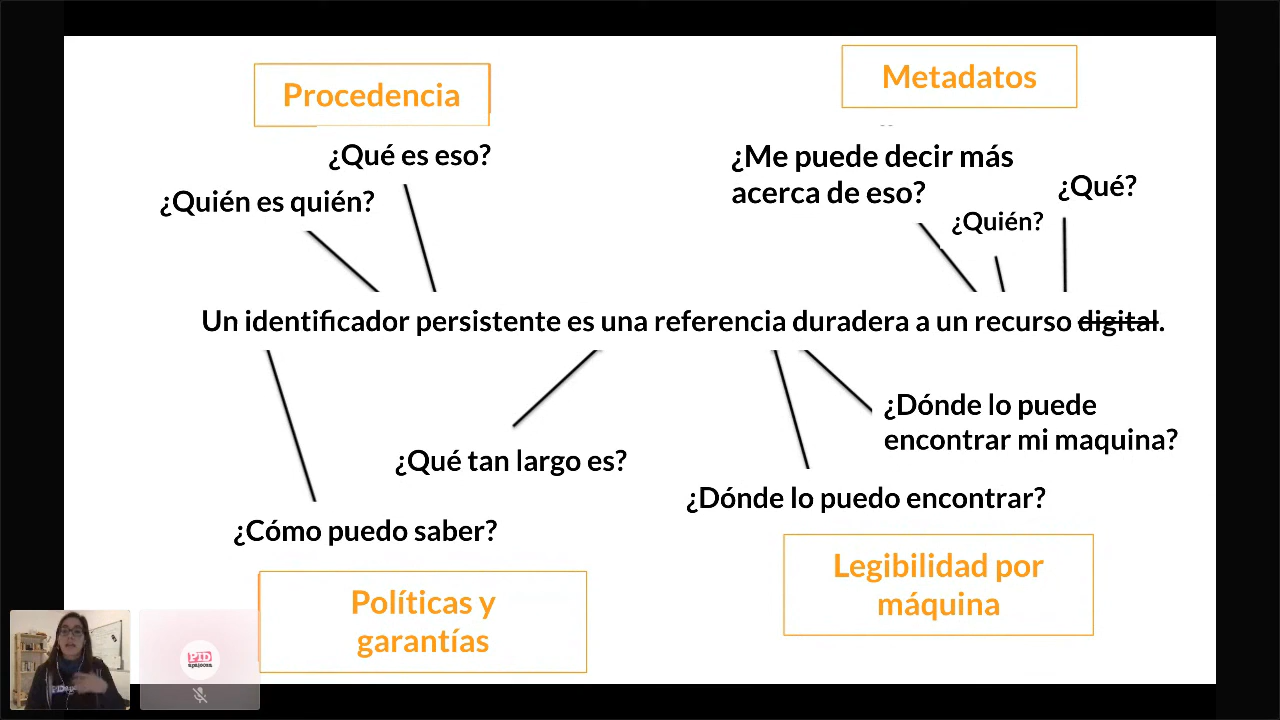 Procedencia
Metadatos
¿Qué es eso?
¿Quién es quién?
¿Me puede decir más
acerca de eso?
¿Qué?
¿Quién?
Un identificador persistente es una referencia duradera a un recurso digital.
¿Dónde lo puede
encontrar mi maquina?
¿Qué tan largo es?
¿Dónde lo puedo encontrar?
¿Cómo puedo saber?
Legibilidad por
máquina
Políticas y
garantías
PID